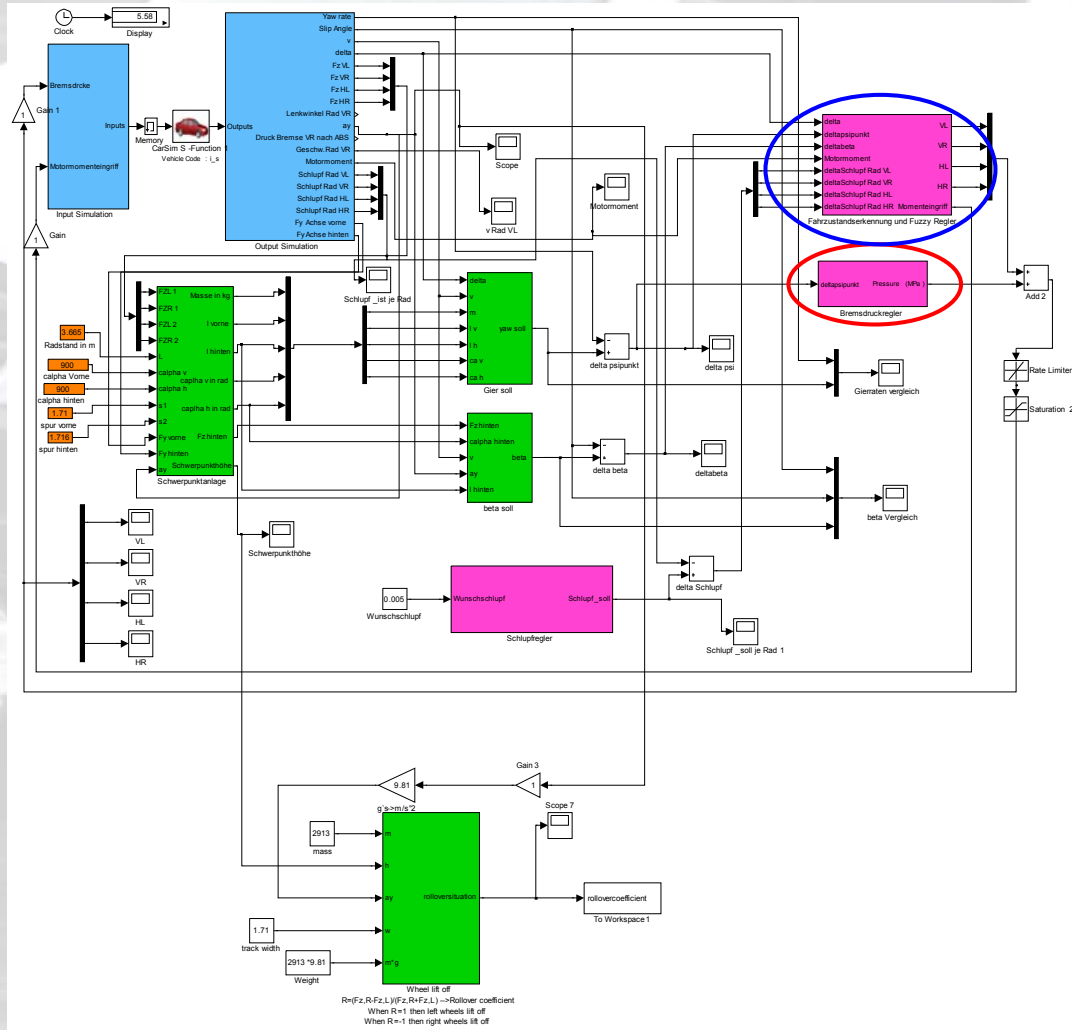 5.58
Clock
Display
Bremsdrcke
Inputs
Motormomenteingriff
Input Simulation
1
Gain 1
1
Gain
Memory
CarSim S -Function 1
Vehicle Code : i_s
Outputs
Yaw rate
Slip Angle
v
delta
Fz VL
Fz VR
Fz HL
Fz HR
Lenkwinkel Rad VR
ay
Druck Bremse VR nach ABS
Geschw.Rad VR
Motormoment
Schlupf Rad VL
Schlupf Rad VR
Schlupf Rad HL
Schlupf Rad HR
Fy Achse vorne
Fy Achse hinten
Output Simulation
Scope
v Rad VL
Motormoment
Schlupf _ist je Rad
delta
deltapsipunkt
deltabeta
Motormoment
deltaSchlupf Rad VL
deltaSchlupf Rad VR
deltaSchlupf Rad HL
deltaSchlupf Rad HR
VL
VR
HL
HR
Momenteingriff
Fahrzustandserkennung und Fuzzy Regler
deltapsipunkt
Pressure (MPa )
Bremsdruckregler
Add 2
Rate Limiter
Saturation 2
3.665
Radstand in m
900
calpha Vorne
900
calpha hinten
1.71
spur vorne
1.716
spur hinten
FZL 1
FZR 1
FZL 2
FZR 2
L
calpha v
calpha h
s1
s2
Fy vorne
Fy hinten
ay
Masse in kg
l vorne
l hinten
caplha v in rad
caplha h in rad
Fz hinten
Schwerpunkthöhe
Schwerpunktanlage
delta
v
m
l v
l h
ca v
ca h
yaw soll
Gier soll
Fz hinten
calpha hinten
v
ay
l hinten
beta
beta soll
delta psipunkt
delta psi
Gierraten vergleich
delta beta
deltabeta
beta Vergleich
VL
VR
HL
HR
Schwerpunkthöhe
0.005
Wunschschlupf
Wunschschlupf
Schlupf_soll
Schlupfregler
delta Schlupf
Schlupf _soll je Rad 1
9.81
g's->m/s^2
Gain 3
1
Scope 7
2913
mass
1.71
track width
2913 *9.81
Weight
m
h
ay
w
m*g
rolloversituation
rollovercoefficient
To Workspace 1
Wheel lift off
R=(Fz,R-Fz,L)/(Fz,R+Fz,L) -->Rollover coefficient
When R=1 then left wheels lift off
When R=-1 then right wheels lift off